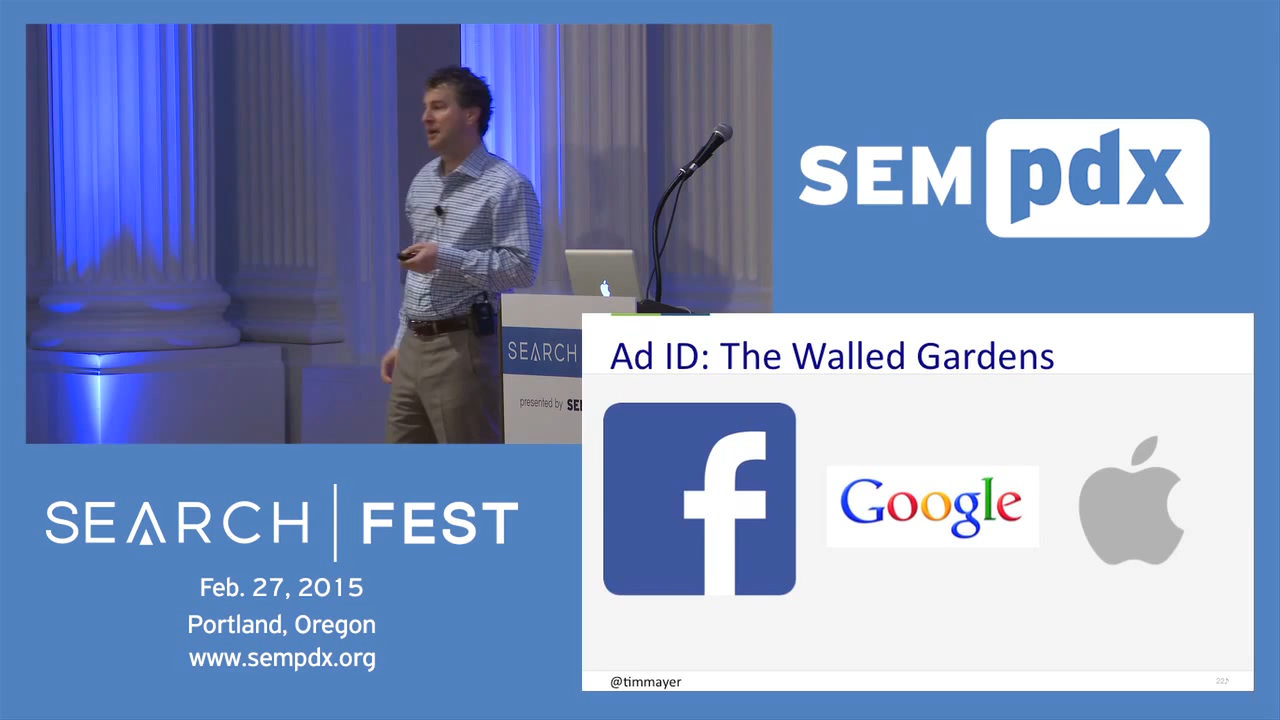 SEM pdx
SEARCH
presented by SE
Ad ID: The Walled Gardens
f
Google
@timmayer
SEARCH | FEST
Feb. 27, 2015
Portland, Oregon
www.sempdx.org